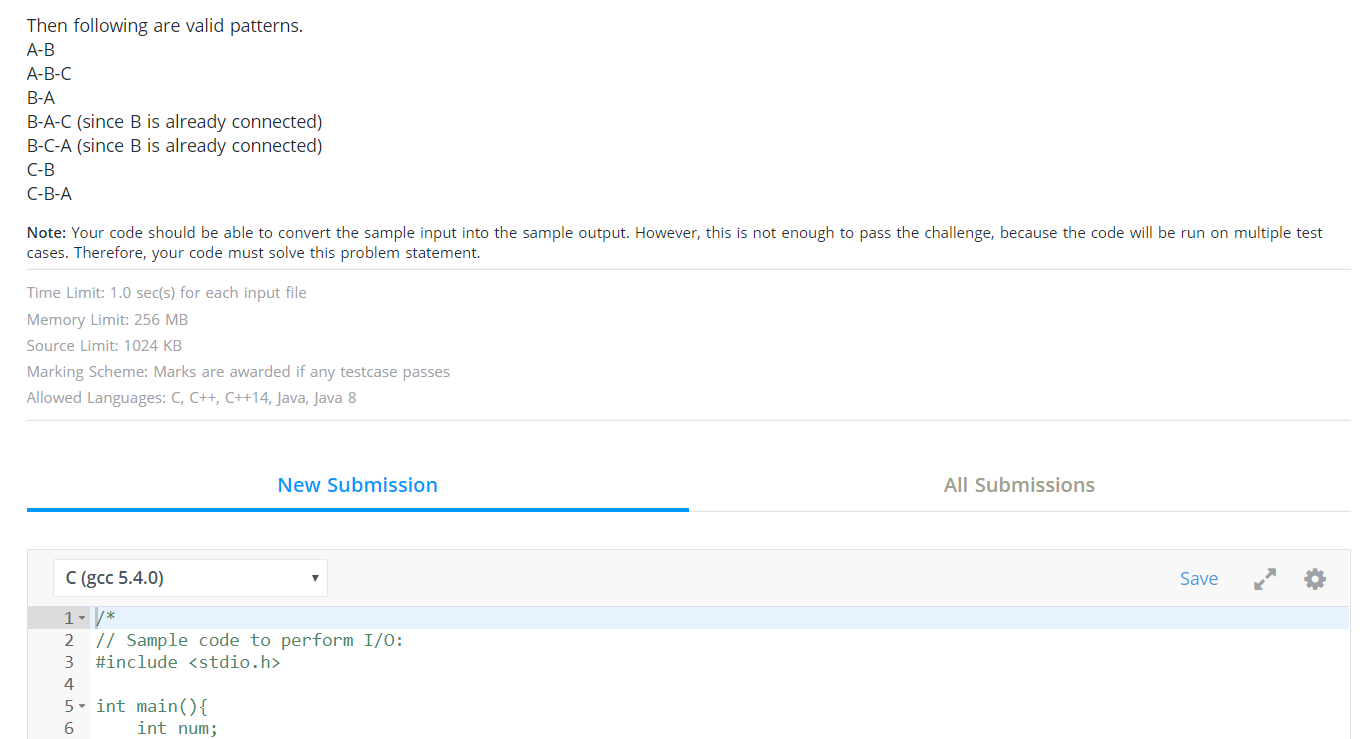 Then following are valid patterns.
A-B
A-B-C
B-A
B-A-C (since B is already connected)
B-C-A (since B is already connected)
C-B
C-B-A
Note: Your code should be able to convert the sample input into the sample output. However, this is not enough to pass the challenge, because the code will be run on multiple test
cases. Therefore, your code must solve this problem statement.
Time Limit: 1.0 sec(s) for each input file
Memory Limit: 256 MB
Source Limit: 1024 KB
Marking Scheme: Marks are awarded if any testcase passes
Allowed Languages: C, C++, C++14, Java, Java 8
New Submission
All Submissions
C (gcc 5.4.0)
Save
1 /*
2 // Sample code to perform I/O:
3 #include <stdio.h>
4
5 int main(){
6     int num;